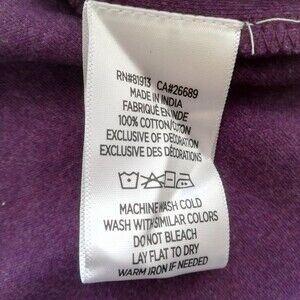 RN#81913 CA#26689
MADE IN INDIA
FABRIQUÉ EN INDE
100% COTTON/COTON
EXCLUSIVE OF DECORATION
EXCLUSIVE DES DÉCORATIONS
MACHINE WASH COLD
WASH WITH SIMILAR COLORS
DO NOT BLEACH
LAY FLAT TO DRY
WARM IRON IF NEEDED